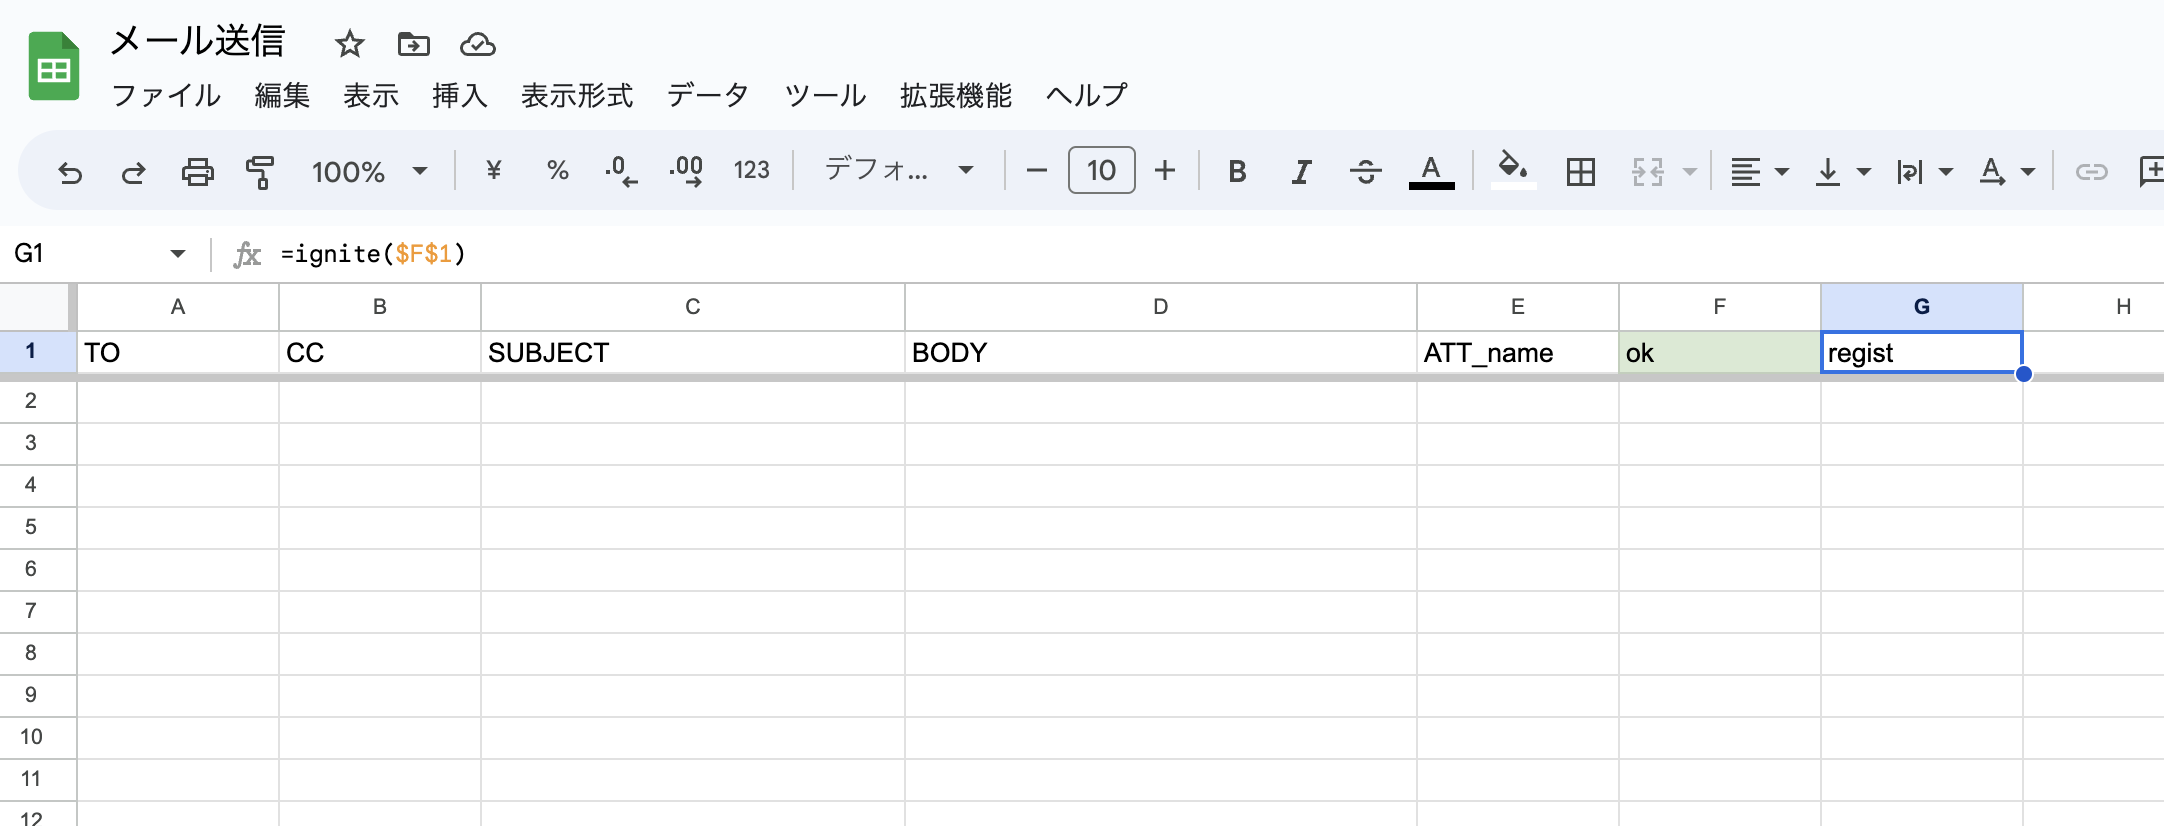 メール送信
ファイル 編集 表示 挿入 表示形式 データ ツール 拡張機能 ヘルプ
100% ¥ % .0 .00 123 デフォ... 10 B I A A
G1 fx =ignite($F$1)
A B C D E F G H
1 TO CC SUBJECT BODY ATT_name ok regist
2
3
4
5
6
7
8
9
10
11
12